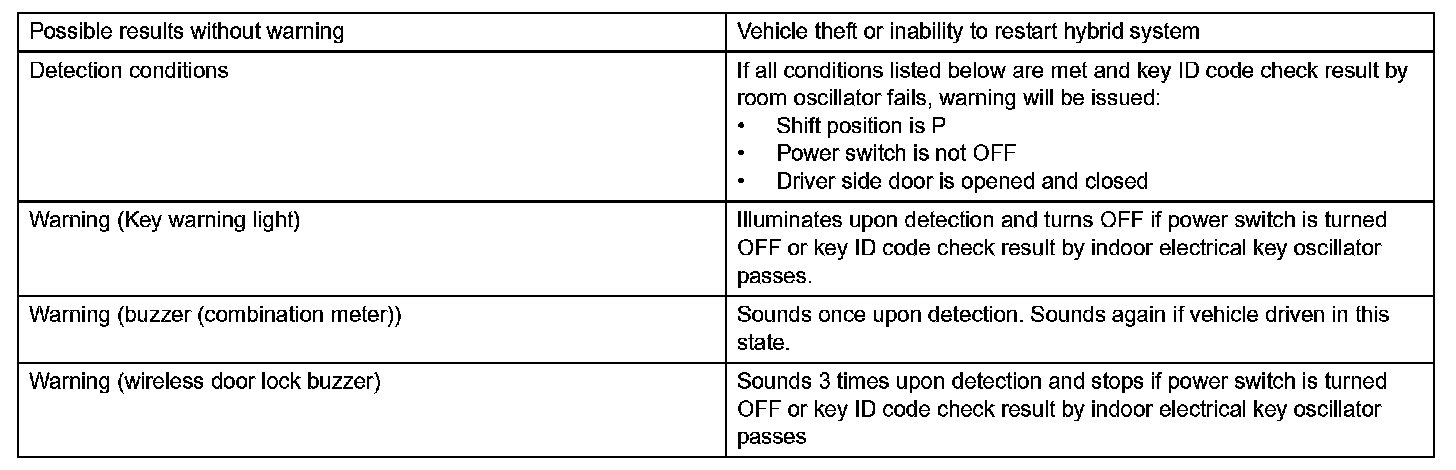 Possible results without warning
Vehicle theft or inability to restart hybrid system
Detection conditions
If all conditions listed below are met and key ID code check result by
room oscillator fails, warning will be issued:
• Shift position is P
• Power switch is not OFF
• Driver side door is opened and closed
Warning (Key warning light)
Illuminates upon detection and turns OFF if power switch is turned
OFF or key ID code check result by indoor electrical key oscillator
passes.
Warning (buzzer (combination meter))
Sounds once upon detection. Sounds again if vehicle driven in this
state.
Warning (wireless door lock buzzer)
Sounds 3 times upon detection and stops if power switch is turned
OFF or key ID code check result by indoor electrical key oscillator
passes